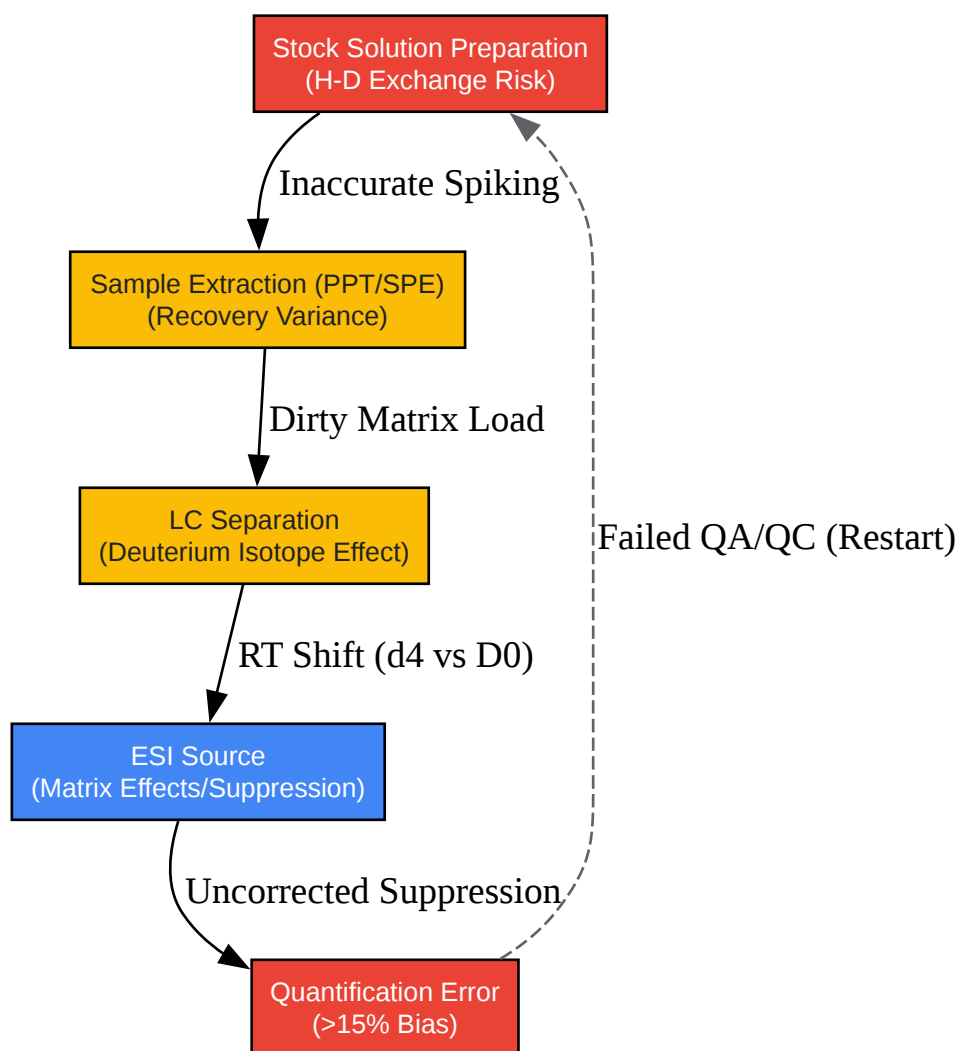 Stock Solution Preparation
(H-D Exchange Risk)
Inaccurate Spiking
Sample Extraction (PPT/SPE)
(Recovery Variance)
Dirty Matrix Load
LC Separation
(Deuterium Isotope Effect)
Failed QA/QC (Restart)
RT Shift (d4 vs D0)
ESI Source
(Matrix Effects/Suppression)
Uncorrected Suppression
Quantification Error
(>15% Bias)